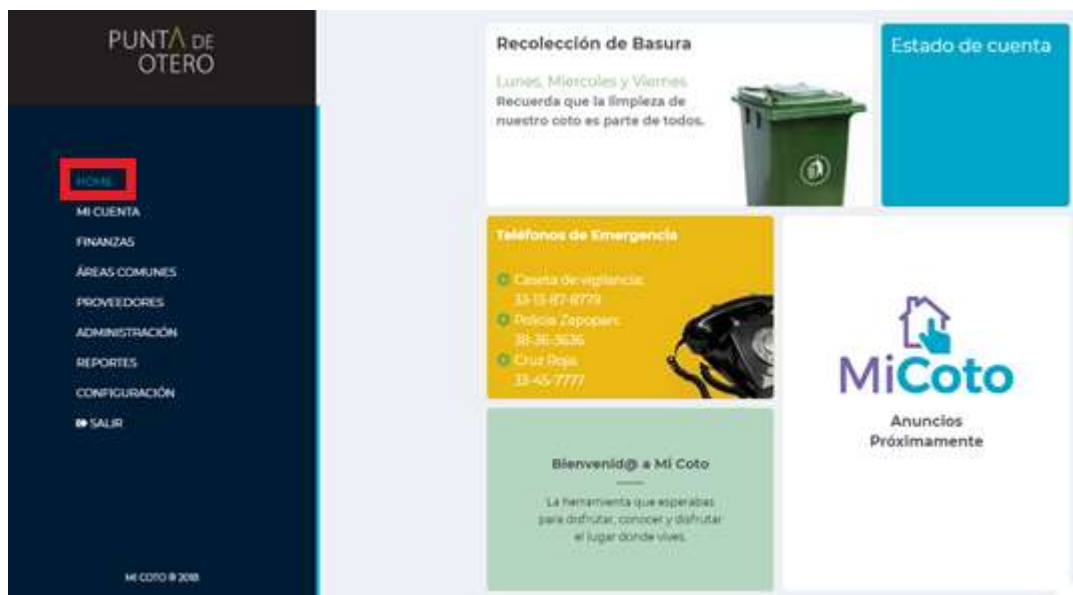 PUNTA DE
OTERO
HOME
MI CUENTA
FINANZAS
ÁREAS COMUNES
PROVEEDORES
ADMINISTRACIÓN
REPORTES
CONFIGURACIÓN
SALIR
MI COTO ® 2018
Recolección de Basura
Lunes, Miercoles y Viernes
Recuerda que la limpieza de
nuestro coto es parte de todos.
Estado de cuenta
Teléfonos de Emergencia
Caseta de vigilancia:
33-13-87-8779
Policia Zapopan:
38-36-3636
Cruz Roja:
33-45-7777
MiCoto
Anuncios
Próximamente
Bienvenid@ a Mi Coto
La herramienta que esperabas
para disfrutar, conocer y disfrutar
el lugar donde vives.